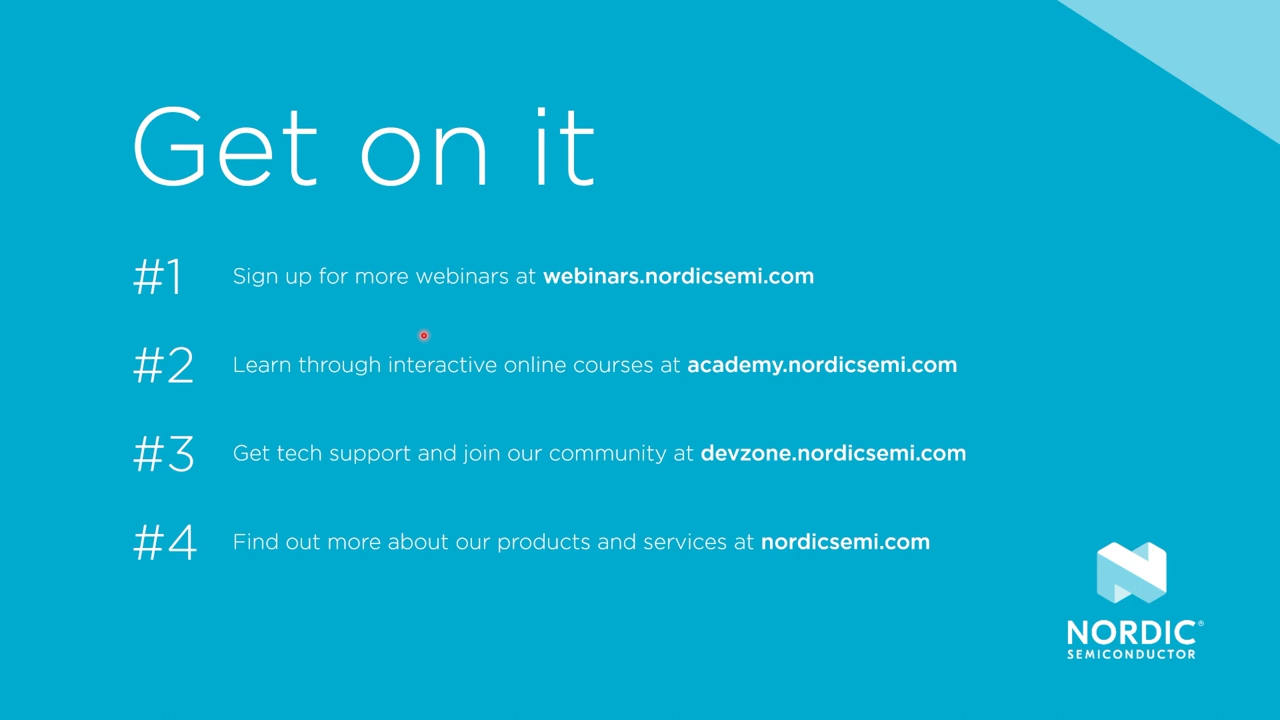 Get on it
#1 Sign up for more webinars at webinars.nordicsemi.com
#2 Learn through interactive online courses at academy.nordicsemi.com
#3 Get tech support and join our community at devzone.nordicsemi.com
#4 Find out more about our products and services at nordicsemi.com
NORDIC®
SEMICONDUCTOR